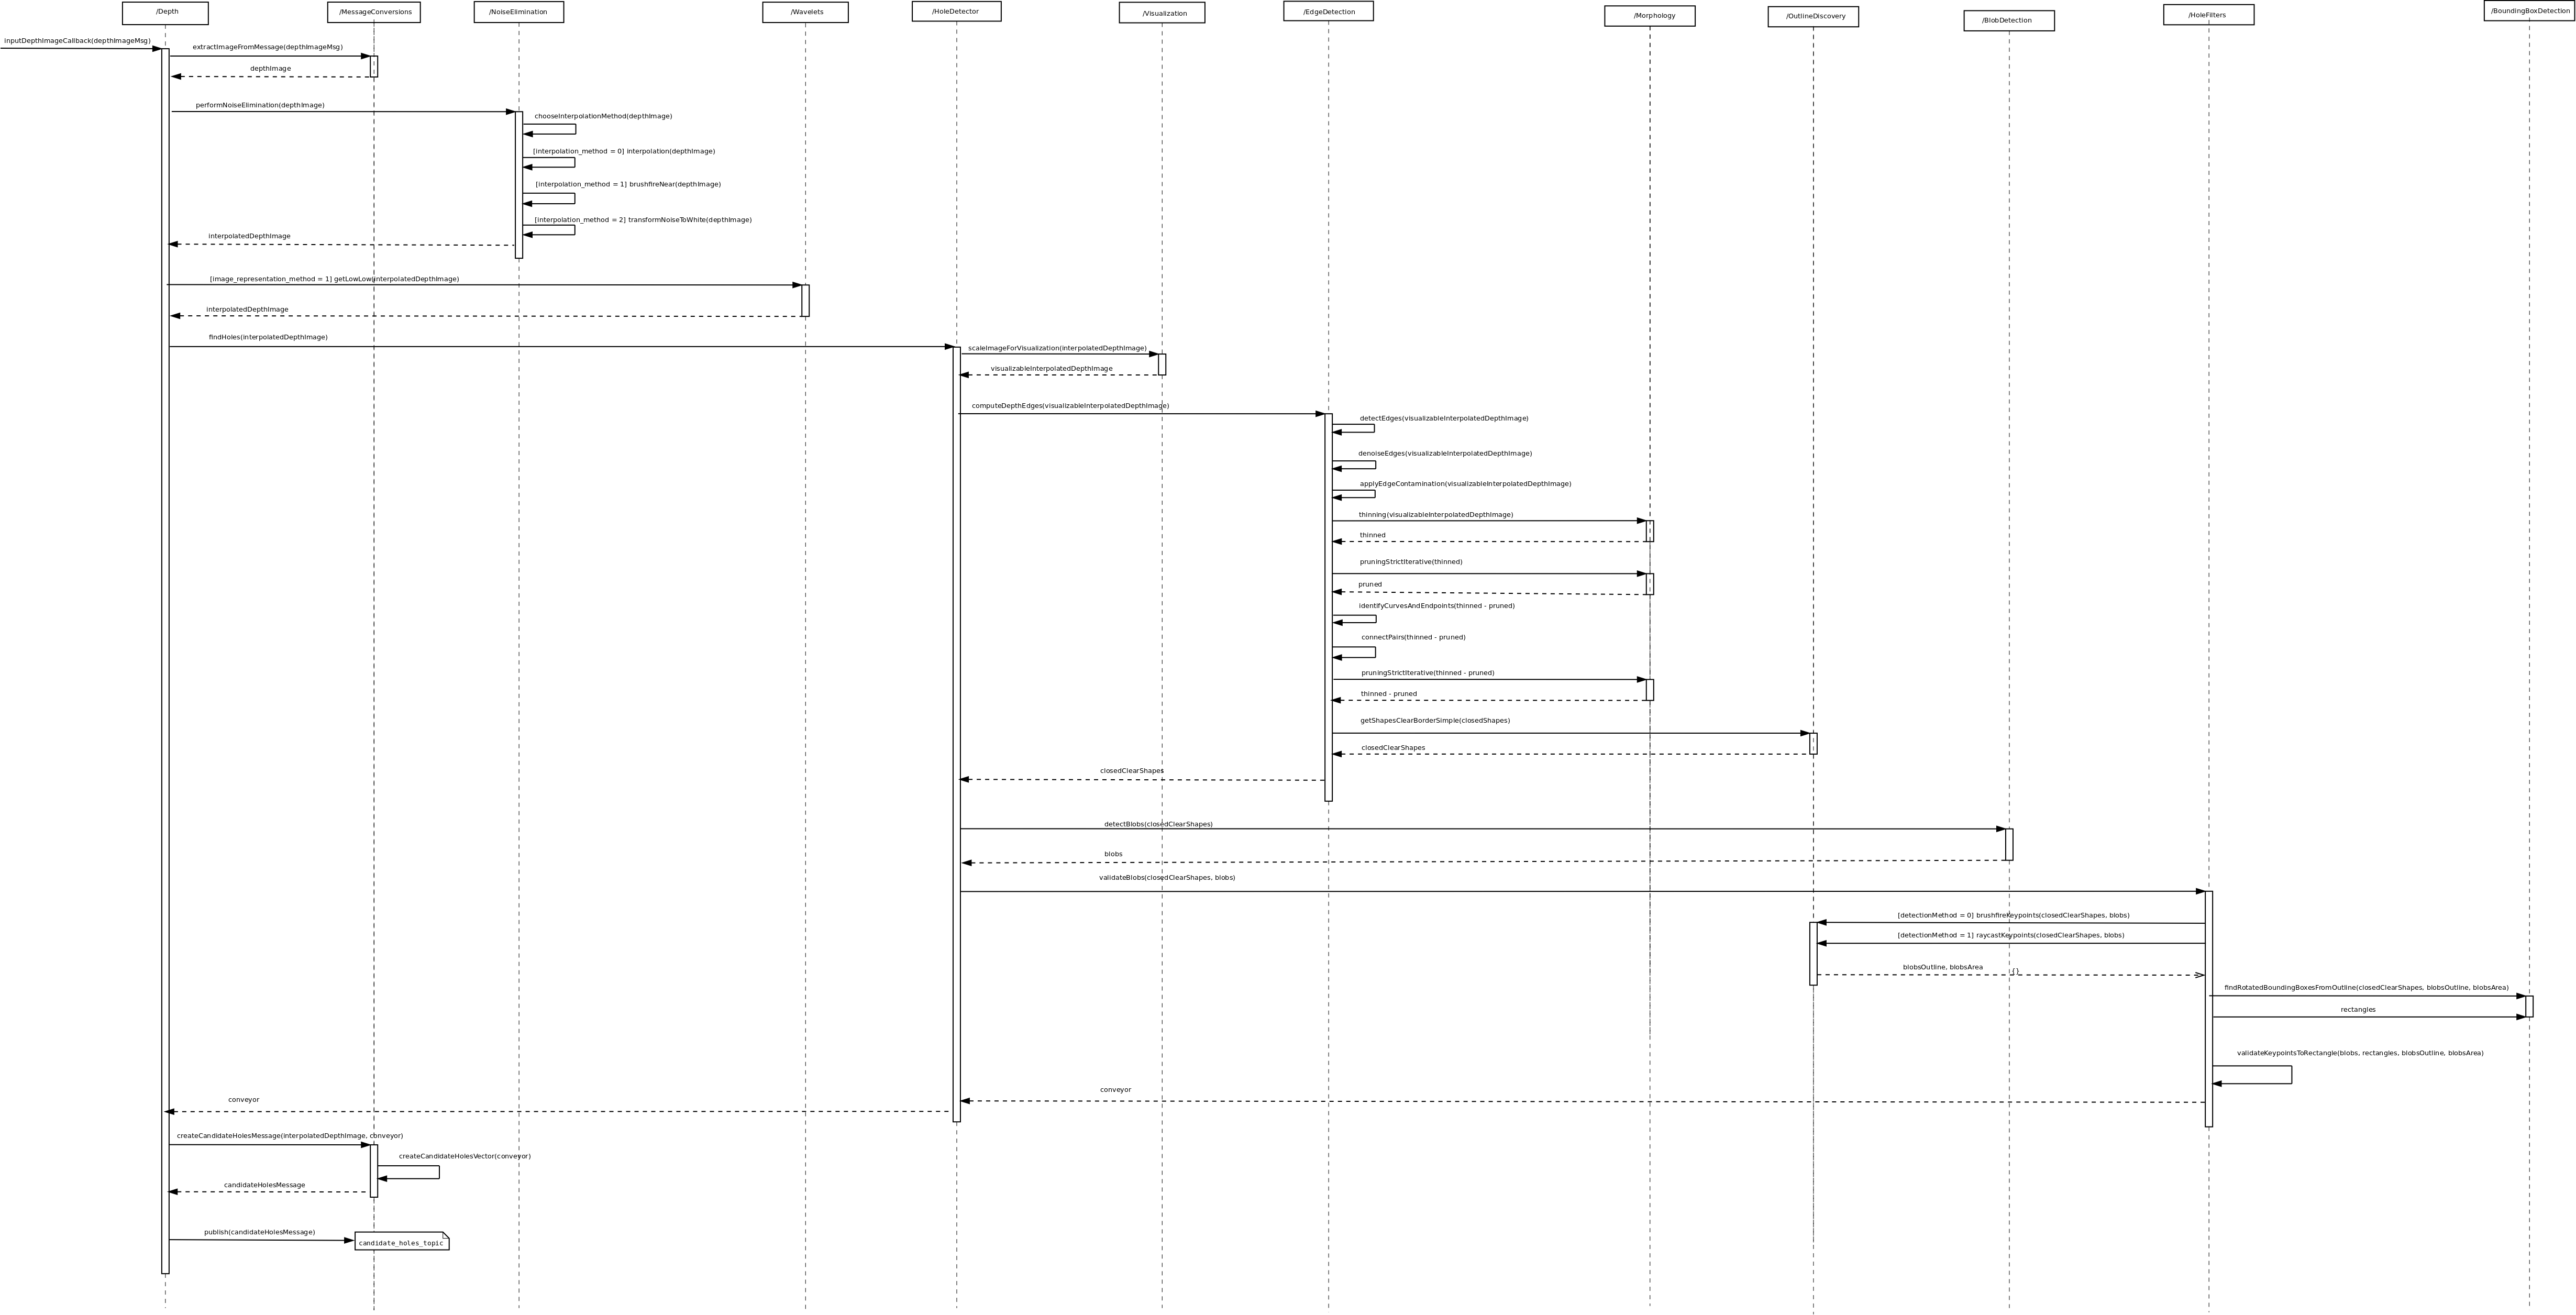 /Depth
/MessageConversions
/NoiseElimination
/Wavelets
/HoleDetector
/Visualization
/EdgeDetection
/Morphology
/OutlineDiscovery
/BlobDetection
/HoleFilters
/BoundingBoxDetection
inputDepthImageCallback(depthImageMsg)
extractImageFromMessage(depthImageMsg)
depthImage
performNoiseElimination(depthImage)
chooseInterpolationMethod(depthImage)
[interpolation_method = 0] interpolation(depthImage)
[interpolation_method = 1] brushfireNear(depthImage)
[interpolation_method = 2] transformNoiseToWhite(depthImage)
interpolatedDepthImage
[image_representation_method = 1] getLowLow(interpolatedDepthImage)
interpolatedDepthImage
findHoles(interpolatedDepthImage)
scaleImageForVisualization(interpolatedDepthImage)
visualizableInterpolatedDepthImage
computeDepthEdges(visualizableInterpolatedDepthImage)
detectEdges(visualizableInterpolatedDepthImage)
denoiseEdges(visualizableInterpolatedDepthImage)
applyEdgeContamination(visualizableInterpolatedDepthImage)
thinning(visualizableInterpolatedDepthImage)
thinned
pruningStrictIterative(thinned)
pruned
identifyCurvesAndEndpoints(thinned - pruned)
connectPairs(thinned - pruned)
pruningStrictIterative(thinned - pruned)
thinned - pruned
getShapesClearBorderSimple(closedShapes)
closedClearShapes
closedClearShapes
detectBlobs(closedClearShapes)
blobs
validateBlobs(closedClearShapes, blobs)
[detectionMethod = 0] brushfireKeypoints(closedClearShapes, blobs)
[detectionMethod = 1] raycastKeypoints(closedClearShapes, blobs)
blobsOutline, blobsArea
{}
findRotatedBoundingBoxesFromOutline(closedClearShapes, blobsOutline, blobsArea)
rectangles
validateKeypointsToRectangle(blobs, rectangles, blobsOutline, blobsArea)
conveyor
conveyor
createCandidateHolesMessage(interpolatedDepthImage, conveyor)
createCandidateHolesVector(conveyor)
candidateHolesMessage
publish(candidateHolesMessage)
candidate_holes_topic